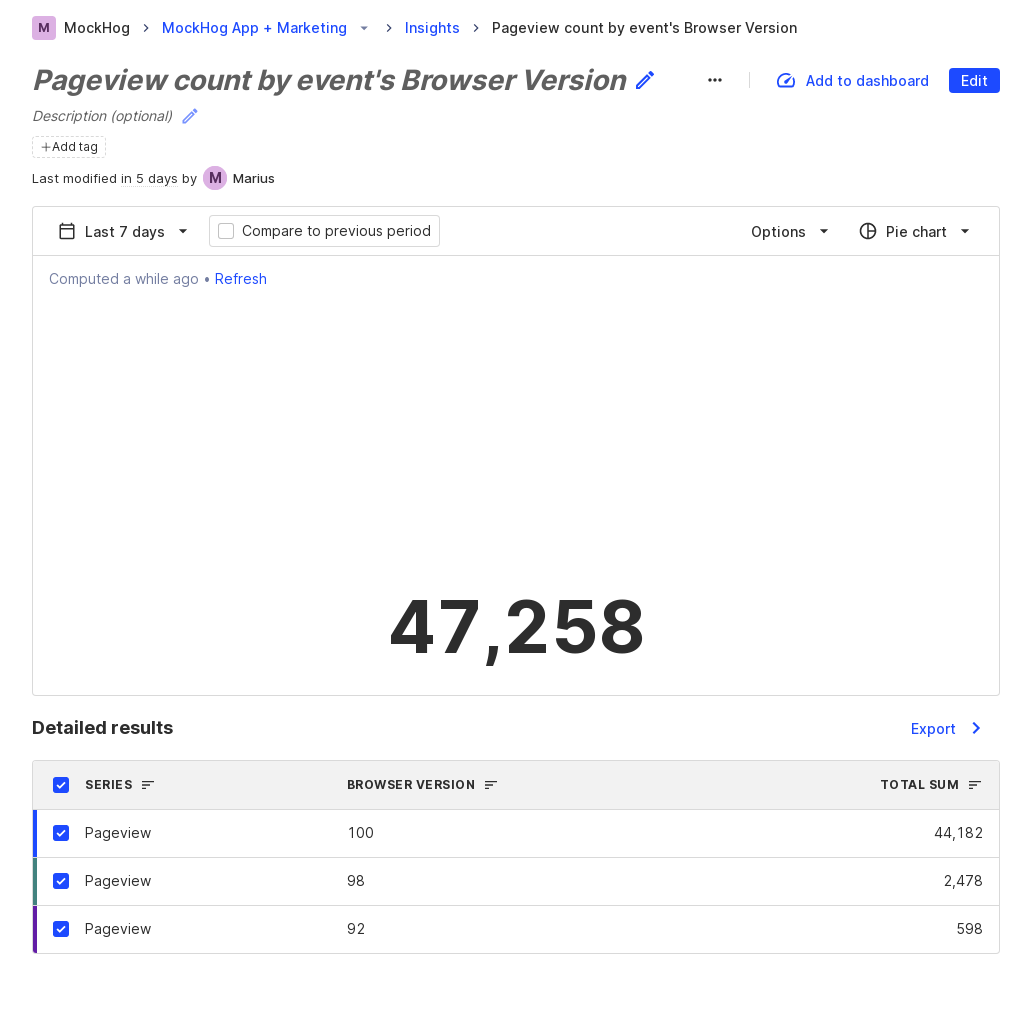 M MockHog MockHog App + Marketing Insights Pageview count by event's Browser Version
Pageview count by event's Browser Version
Add to dashboard Edit
Description (optional)
Add tag
Last modified in 5 days by M Marius
Last 7 days Compare to previous period Options Pie chart
Computed a while ago • Refresh
47,258
Detailed results Export
SERIES BROWSER VERSION TOTAL SUM
Pageview 100 44,182
Pageview 98 2,478
Pageview 92 598